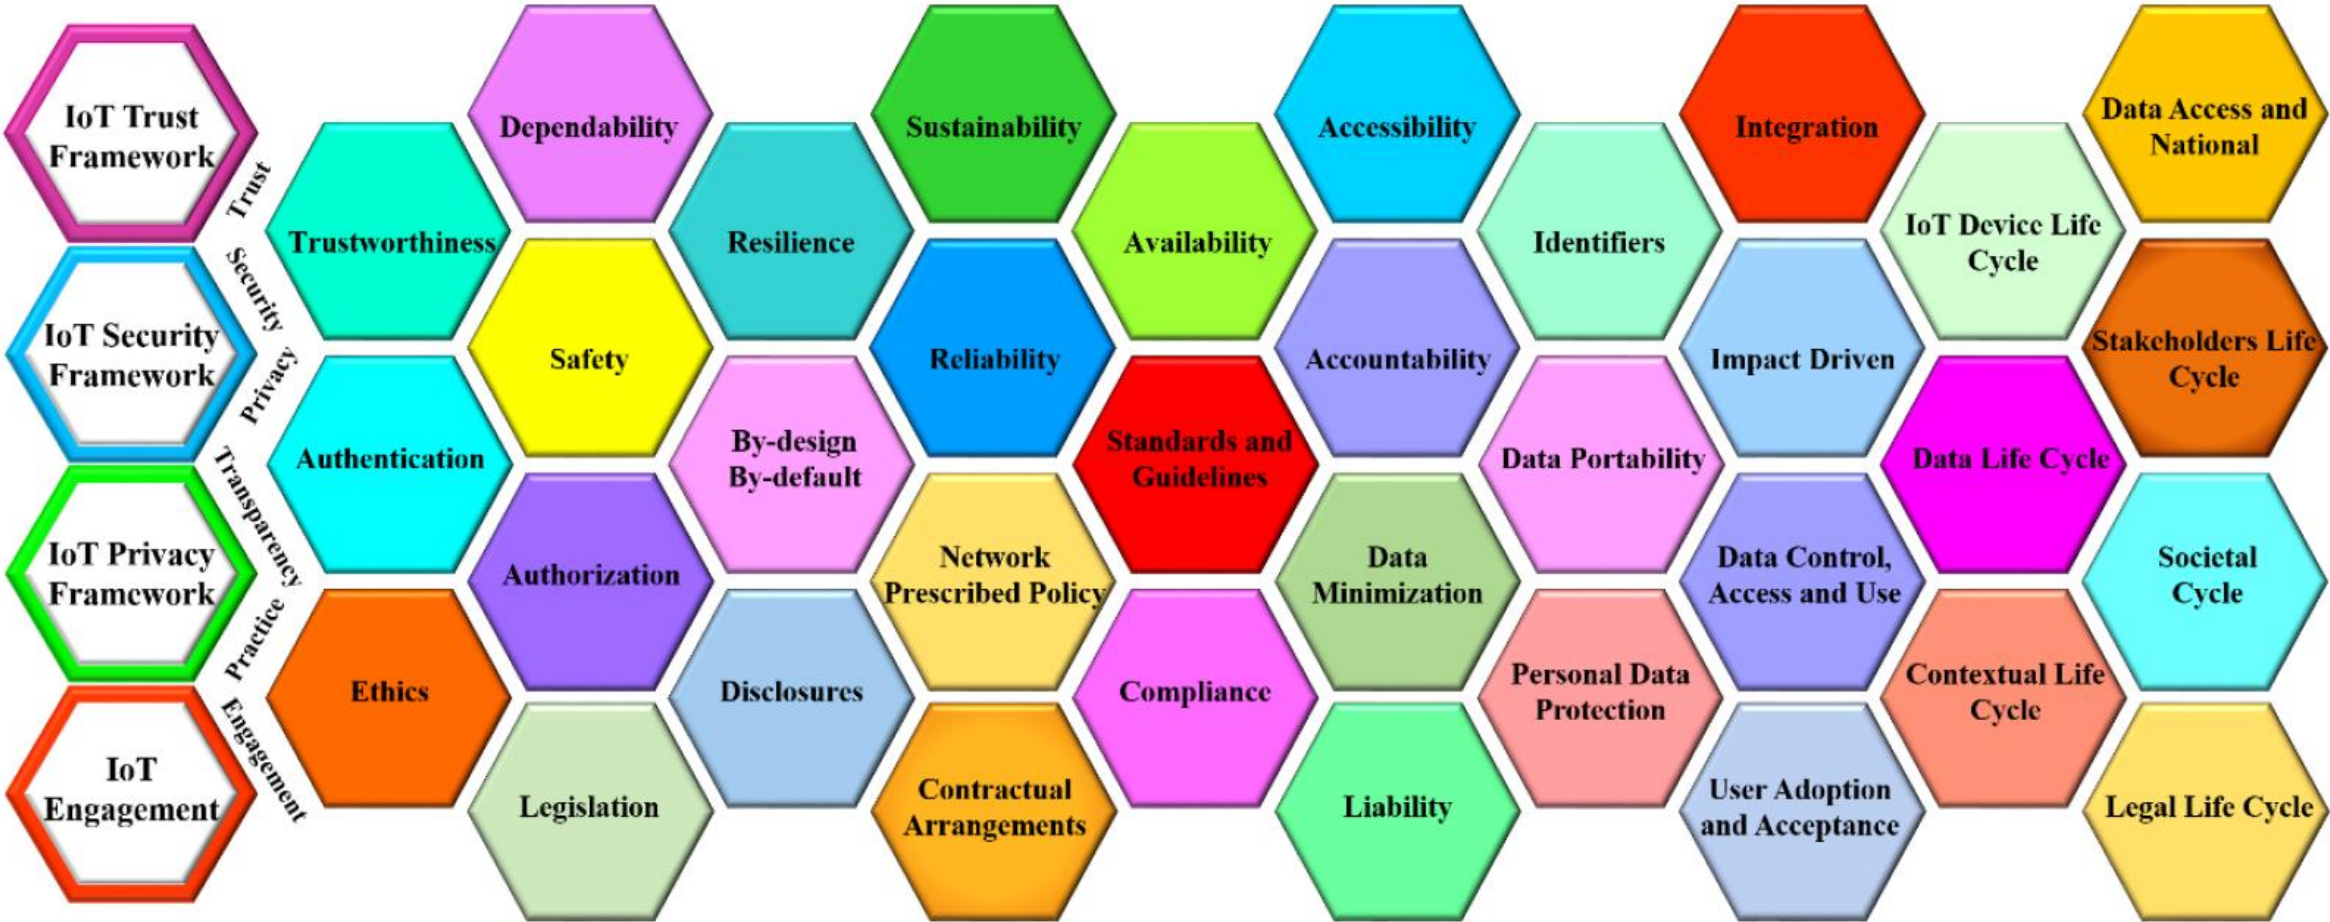 IoT Trust
Framework
IoT Security
Framework
IoT Privacy
Framework
IoT
Engagement
Trust
Security
Privacy
Transparency
Practice
Engagement
Trustworthiness
Authentication
Ethics
Dependability
Safety
Authorization
Legislation
Resilience
By-design
By-default
Disclosures
Sustainability
Reliability
Network
Prescribed Policy
Contractual
Arrangements
Availability
Standards and
Guidelines
Compliance
Accessibility
Accountability
Data
Minimization
Liability
Identifiers
Data Portability
Personal Data
Protection
Integration
Impact Driven
Data Control,
Access and Use
User Adoption
and Acceptance
IoT Device Life
Cycle
Data Life Cycle
Contextual Life
Cycle
Data Access and
National
Stakeholders Life
Cycle
Societal
Cycle
Legal Life Cycle